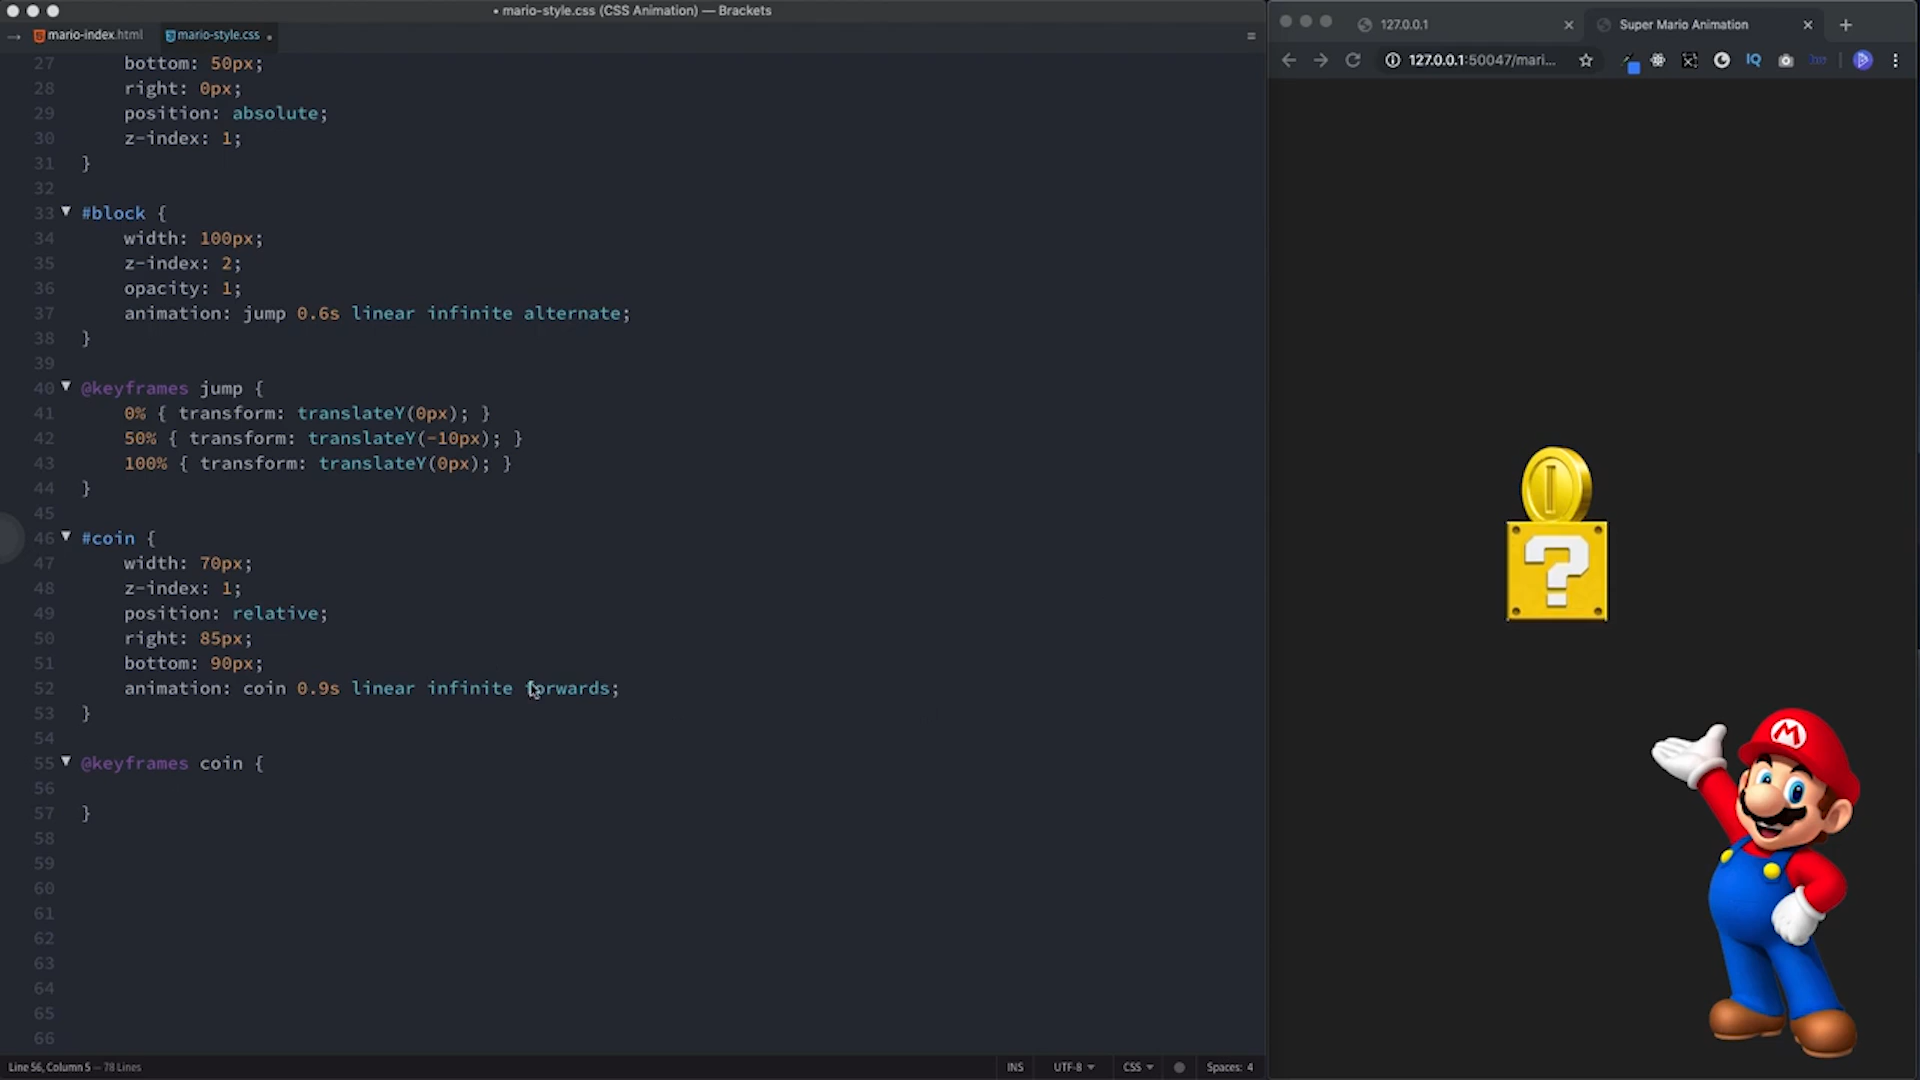 • mario-style.css (CSS Animation) — Brackets
mario-index.html
mario-style.css •
27 bottom: 50px;
28 right: 0px;
29 position: absolute;
30 z-index: 1;
31 }
32
33 ▼ #block {
34 width: 100px;
35 z-index: 2;
36 opacity: 1;
37 animation: jump 0.6s linear infinite alternate;
38 }
39
40 ▼ @keyframes jump {
41 0% { transform: translateY(0px); }
42 50% { transform: translateY(-10px); }
43 100% { transform: translateY(0px); }
44 }
45
46 ▼ #coin {
47 width: 70px;
48 z-index: 1;
49 position: relative;
50 right: 85px;
51 bottom: 90px;
52 animation: coin 0.9s linear infinite forwards;
53 }
54
55 ▼ @keyframes coin {
56
57 }
58
59
60
61
62
63
64
65
66
Line 56, Column 5 — 78 Lines
INS UTF-8 CSS Spaces: 4
127.0.0.1
Super Mario Animation
127.0.0.1:50047/mari...
IQ
?
M